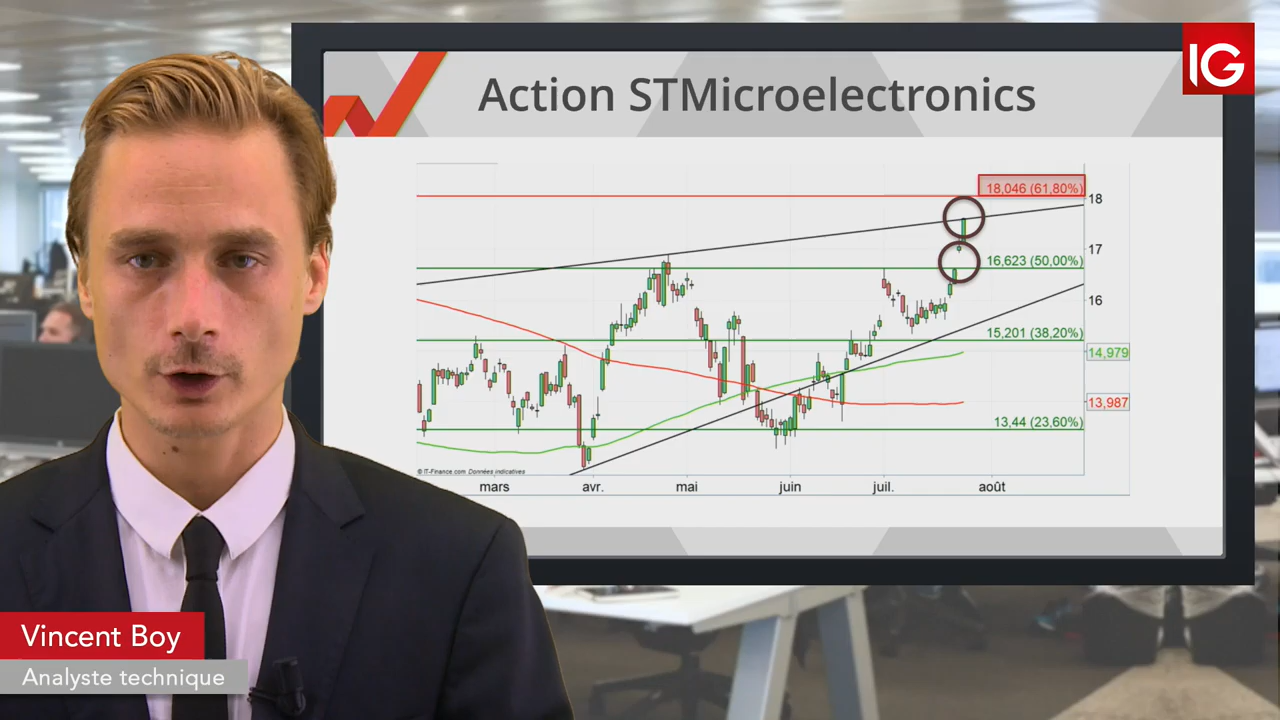 IG
Action STMicroelectronics
18,046 (61,80%)
18
17
16,623 (50,00%)
16
15,201 (38,20%)
14,979
13,987
13,44 (23,60%)
© IT-Finance.com Données indicatives
mars avr. mai juin juil. août
Vincent Boy
Analyste technique